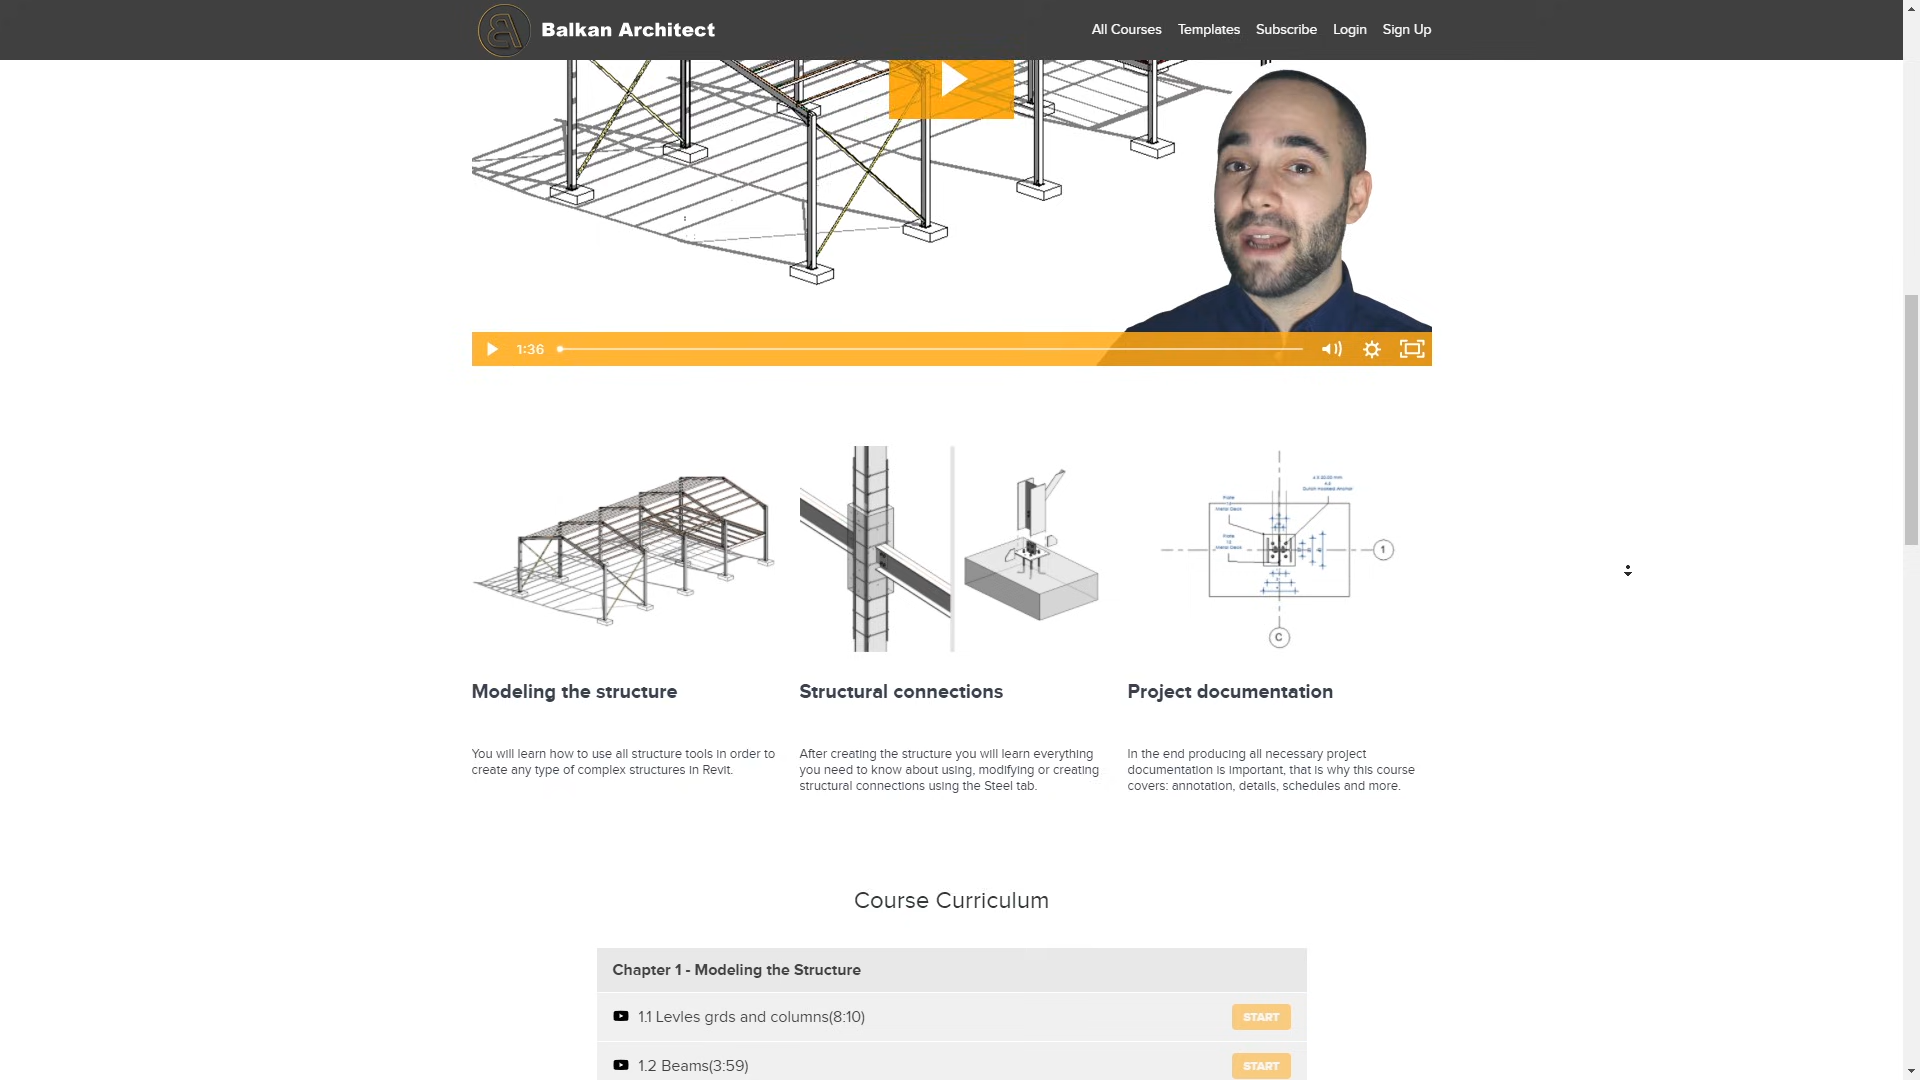 Balkan Architect
All Courses Templates Subscribe Login Sign Up
1:36
1
C
Modeling the structure
You will learn how to use all structure tools in order to
create any type of complex structures in Revit.
Structural connections
After creating the structure you will learn everything
you need to know about using, modifying or creating
structural connections using the Steel tab.
Project documentation
In the end producing all necessary project
documentation is important, that is why this course
covers: annotation, details, schedules and more.
Course Curriculum
Chapter 1 - Modeling the Structure
1.1 Levles grds and columns(8:10) START
1.2 Beams(3:59) START